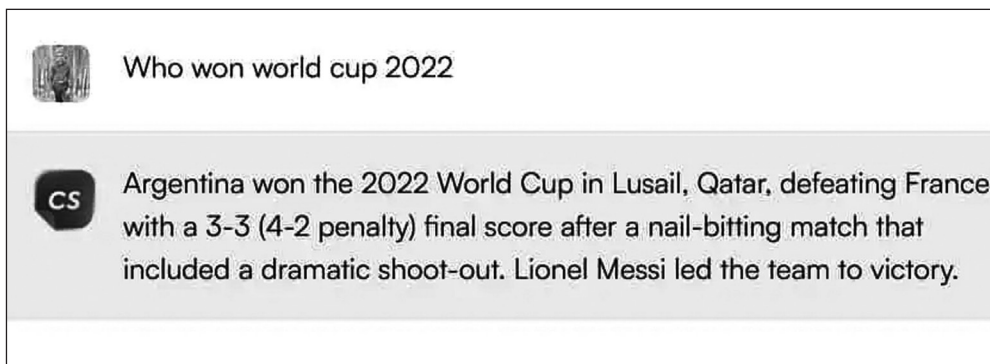 Who won world cup 2022
CS
Argentina won the 2022 World Cup in Lusail, Qatar, defeating France
with a 3-3 (4-2 penalty) final score after a nail-bitting match that
included a dramatic shoot-out. Lionel Messi led the team to victory.